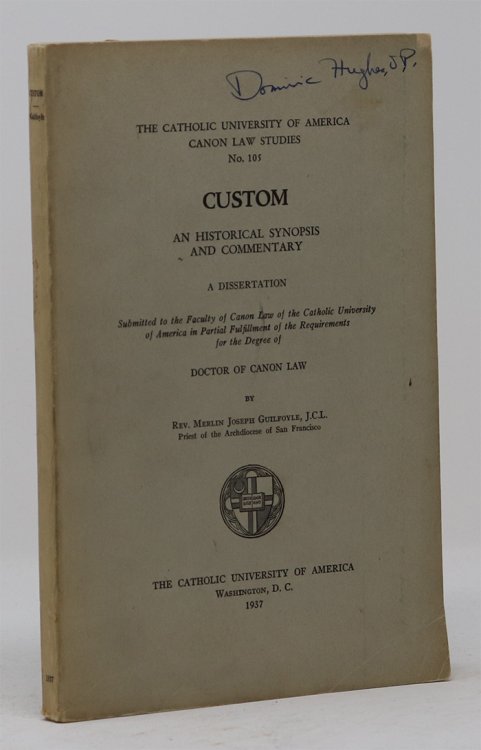 Dominic Hughes, O.P.
THE CATHOLIC UNIVERSITY OF AMERICA
CANON LAW STUDIES
No. 105
CUSTOM
AN HISTORICAL SYNOPSIS
AND COMMENTARY
A DISSERTATION
Submitted to the Faculty of Canon Law of the Catholic University
of America in Partial Fulfillment of the Requirements
for the Degree of
DOCTOR OF CANON LAW
BY
REV. MERLIN JOSEPH GUILFOYLE, J.C.L.
Priest of the Archdiocese of San Francisco
THE CATHOLIC UNIVERSITY OF AMERICA
WASHINGTON, D. C.
1937
CUSTOM
Guilfoyle
1937